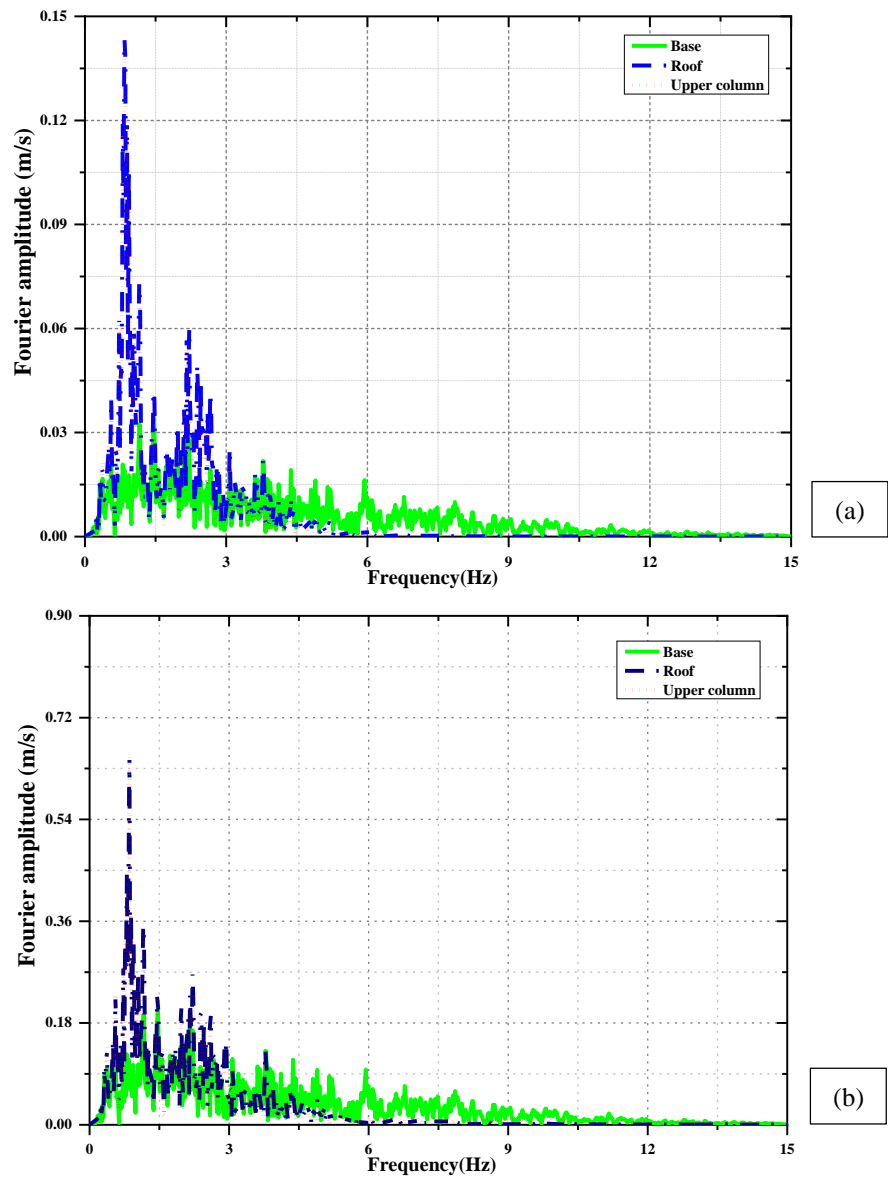 0.15
0.12
0.09
0.06
0.03
0.00
Fourier amplitude (m/s)
Base
Roof
Upper column
0 3 6 9 12 15
Frequency(Hz)
(a)
0.90
0.72
0.54
0.36
0.18
0.00
Fourier amplitude (m/s)
Base
Roof
Upper column
0 3 6 9 12 15
Frequency(Hz)
(b)